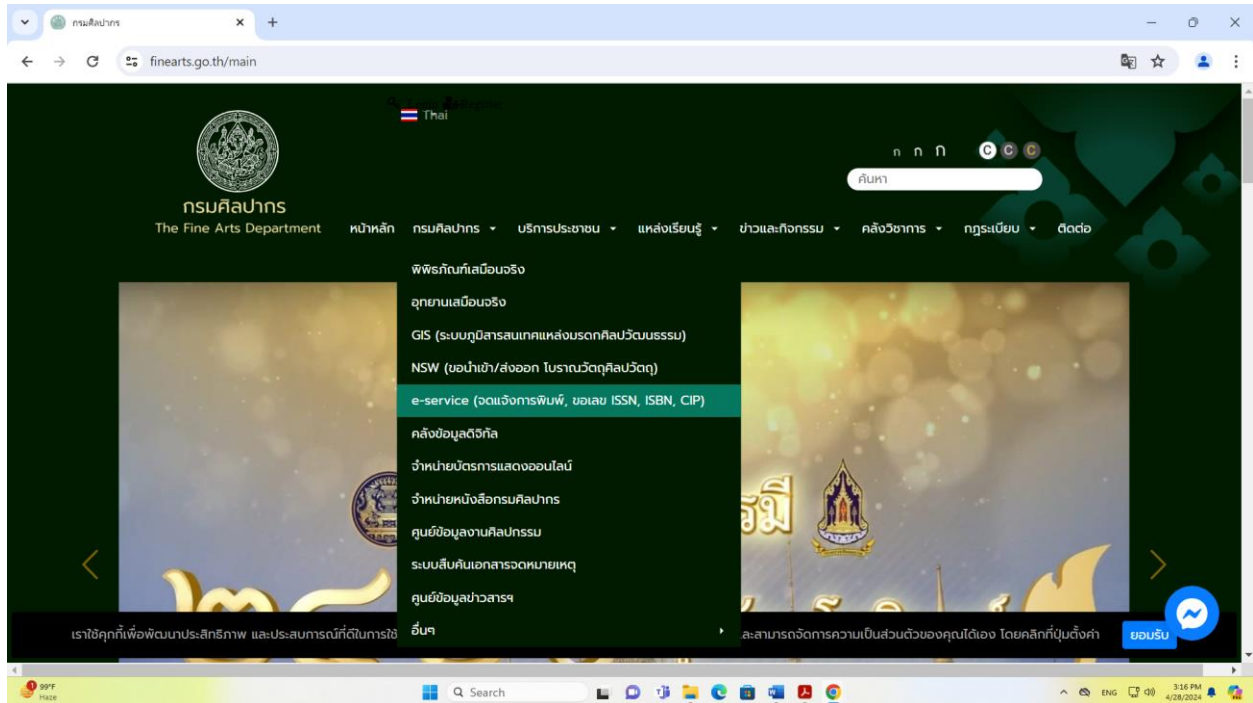 กรมศิลปากร
finearts.go.th/main
Thai
ก ก ก C C C
ค้นหา
กรมศิลปากร
The Fine Arts Department
หน้าหลัก กรมศิลปากร บริการประชาชน แหล่งเรียนรู้ ข่าวและกิจกรรม คลังวิชาการ กฎระเบียบ ติดต่อ
พิพิธภัณฑ์เสมือนจริง
อุทยานเสมือนจริง
GIS (ระบบภูมิสารสนเทศแหล่งมรดกศิลปวัฒนธรรม)
NSW (ขอนำเข้า/ส่งออก โบราณวัตถุศิลปวัตถุ)
e-service (จดแจ้งการพิมพ์, ขอเลข ISSN, ISBN, CIP)
คลังข้อมูลดิจิทัล
จำหน่ายบัตรการแสดงออนไลน์
จำหน่ายหนังสือกรมศิลปากร
ศูนย์ข้อมูลงานศิลปกรรม
ระบบสืบค้นเอกสารจดหมายเหตุ
ศูนย์ข้อมูลข่าวสารฯ
อื่นๆ
เราใช้คุกกี้เพื่อพัฒนาประสิทธิภาพ และประสบการณ์ที่ดีในการใช้ และสามารถจัดการความเป็นส่วนตัวของคุณได้เอง โดยคลิกที่ปุ่มตั้งค่า ยอมรับ
99°F
Haze
Search
ENG
3:16 PM
4/28/2024